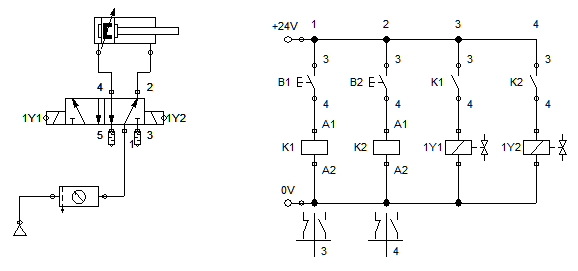 +24V 1 2 3 4
3 3 3 3
B1 B2 K1 K2
4 4 4 4
4 2
1Y1 1Y2
5 1 3
A1 A1
K1 K2 1Y1 1Y2
A2 A2
0V
3 4